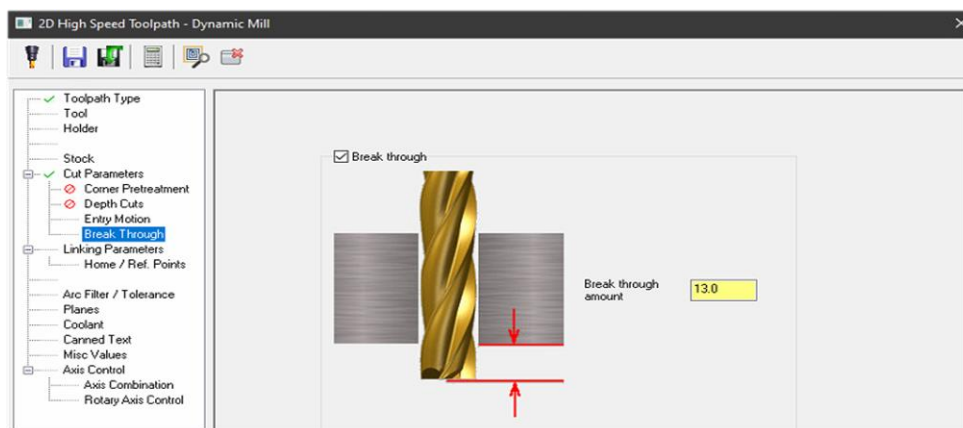 2D High Speed Toolpath - Dynamic Mill
Toolpath Type
Tool
Holder
Stock
Cut Parameters
Corner Pretreatment
Depth Cuts
Entry Motion
Break Through
Linking Parameters
Home / Ref. Points
Arc Filter / Tolerance
Planes
Coolant
Canned Text
Misc Values
Axis Control
Axis Combination
Rotary Axis Control
Break through
Break through
amount
13.0